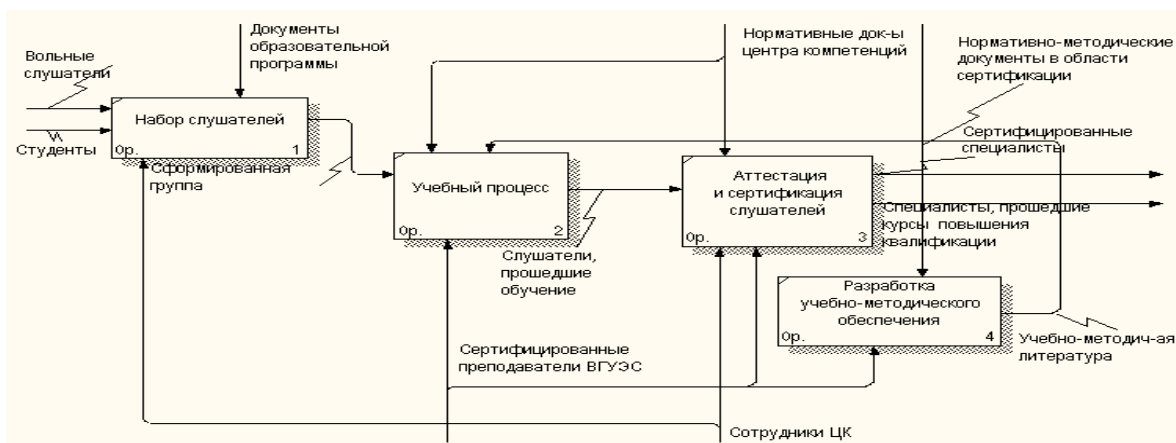 Документы
образовательной
программы
Вольные
слушатели
Набор слушателей
0р.
1
Студенты
Сформированная
группа
Нормативные док-ы
центра компетенций
Нормативно-методические
документы в области
сертификации
Сертифицированные
специалисты
Учебный процесс
0р.
2
Аттестация
и сертификация
слушателей
0р.
3
Специалисты, прошедшие
курсы повышения
квалификации
Слушатели,
прошедшие
обучение
Разработка
учебно-методического
обеспечения
0р.
4
Учебно-методич-ая
литература
Сертифицированные
преподаватели ВГУЭС
Сотрудники ЦК